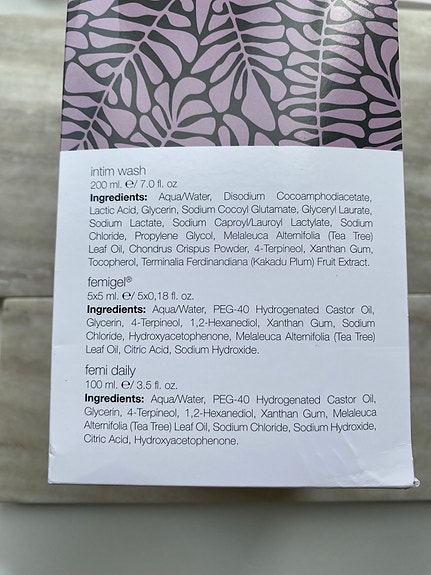 intim wash
200 ml. ℮/ 7.0 fl. oz
Ingredients: Aqua/Water, Disodium Cocoamphodiacetate,
Lactic Acid, Glycerin, Sodium Cocoyl Glutamate, Glyceryl Laurate,
Sodium Lactate, Sodium Caproyl/Lauroyl Lactylate, Sodium
Chloride, Propylene Glycol, Melaleuca Alternifolia (Tea Tree)
Leaf Oil, Chondrus Crispus Powder, 4-Terpineol, Xanthan Gum,
Tocopherol, Terminalia Ferdinandiana (Kakadu Plum) Fruit Extract.
femigel®
5x5 ml. ℮/ 5x0,18 fl. oz.
Ingredients: Aqua/Water, PEG-40 Hydrogenated Castor Oil,
Glycerin, 4-Terpineol, 1,2-Hexanediol, Xanthan Gum, Sodium
Chloride, Hydroxyacetophenone, Melaleuca Alternifolia (Tea Tree)
Leaf Oil, Citric Acid, Sodium Hydroxide.
femi daily
100 ml. ℮/ 3.5 fl. oz.
Ingredients: Aqua/Water, PEG-40 Hydrogenated Castor Oil,
Glycerin, 4-Terpineol, 1,2-Hexanediol, Xanthan Gum, Melaleuca
Alternifolia (Tea Tree) Leaf Oil, Sodium Chloride, Sodium Hydroxide,
Citric Acid, Hydroxyacetophenone.